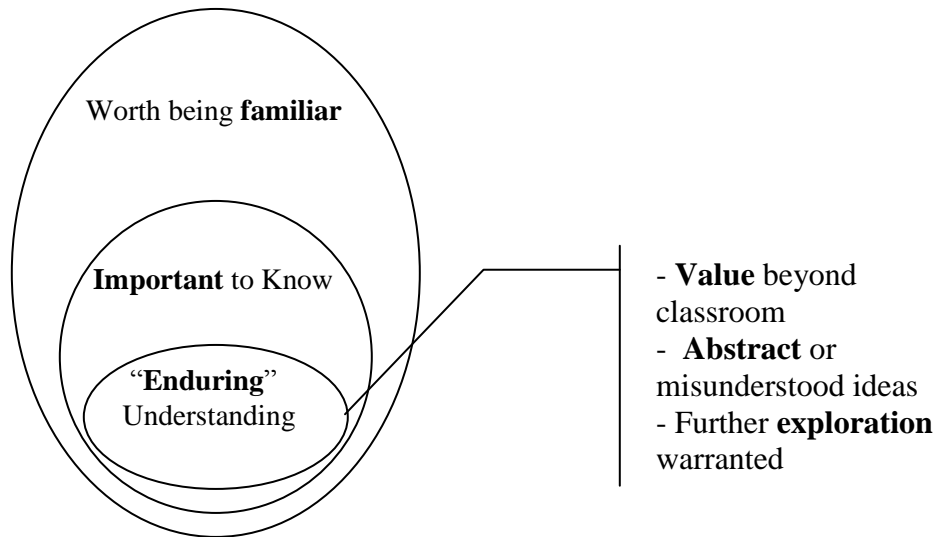 Worth being familiar
Important to Know
“Enduring”
Understanding
- Value beyond
classroom
- Abstract or
misunderstood ideas
- Further exploration
warranted